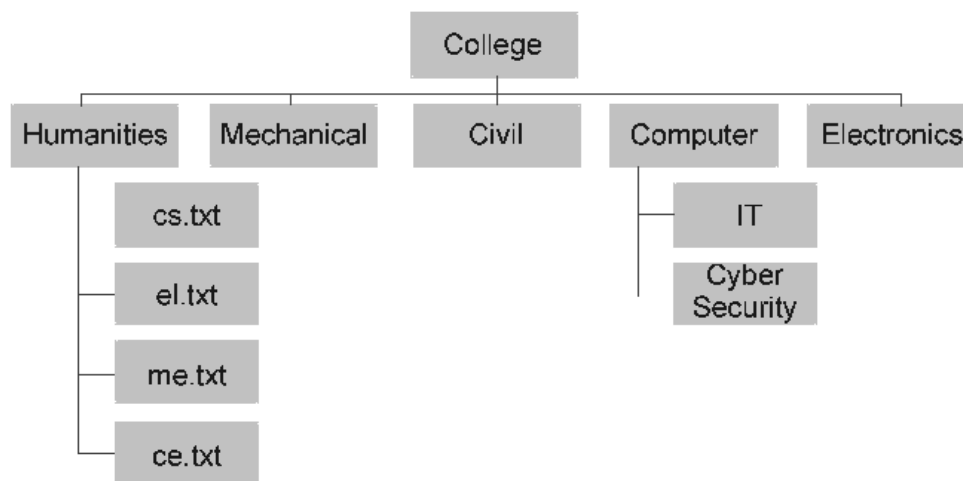 College
Humanities
Mechanical
Civil
Computer
Electronics
cs.txt
el.txt
me.txt
ce.txt
IT
Cyber
Security